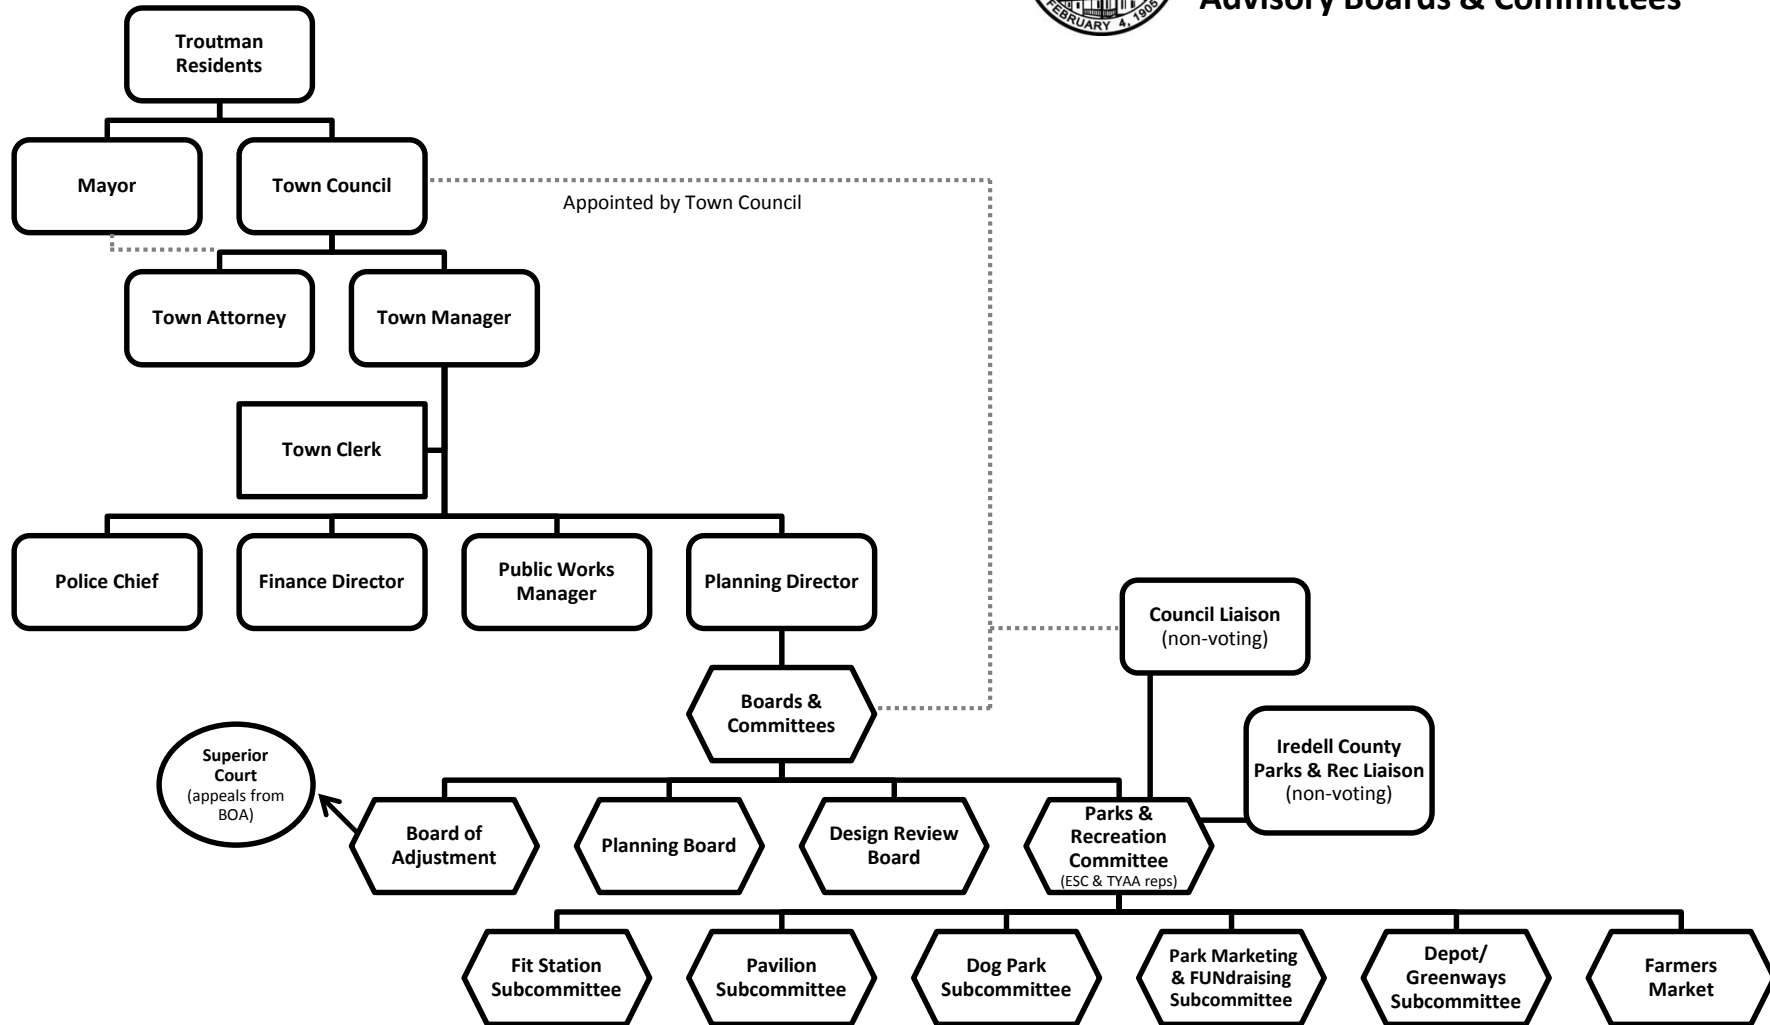 Advisory Boards & Committees
FEBRUARY 4, 1905
Troutman
Residents
Mayor
Town Council
Appointed by Town Council
Town Attorney
Town Manager
Town Clerk
Police Chief
Finance Director
Public Works
Manager
Planning Director
Council Liaison
(non-voting)
Boards &
Committees
Iredell County
Parks & Rec Liaison
(non-voting)
Superior
Court
(appeals from
BOA)
Board of
Adjustment
Planning Board
Design Review
Board
Parks &
Recreation
Committee
(ESC & TYAA reps)
Fit Station
Subcommittee
Pavilion
Subcommittee
Dog Park
Subcommittee
Park Marketing
& FUNdraising
Subcommittee
Depot/
Greenways
Subcommittee
Farmers
Market